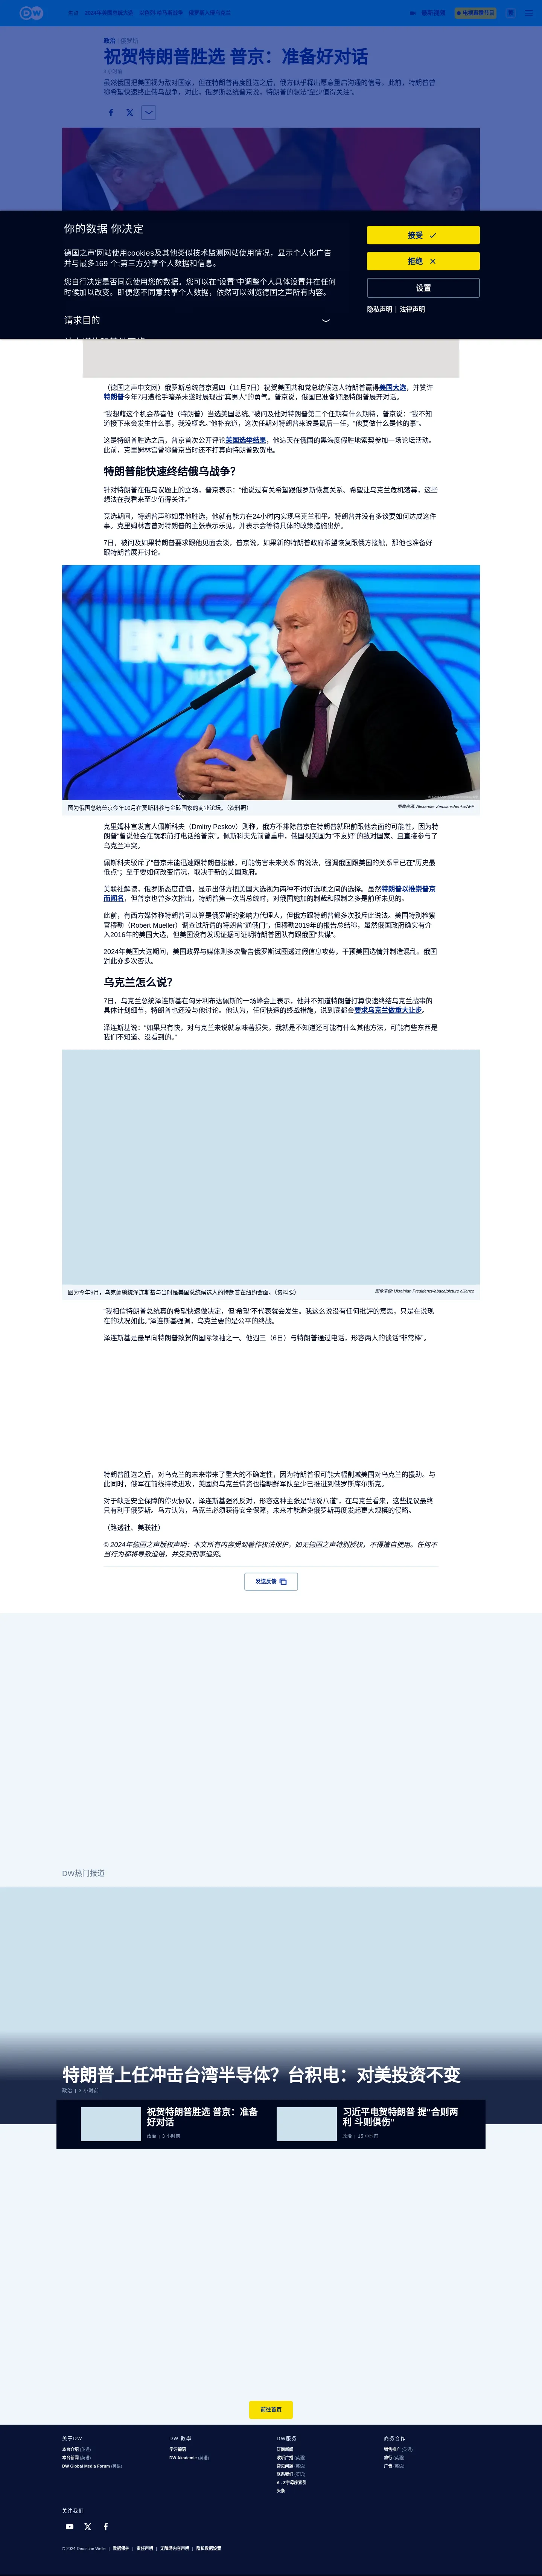 DW
2024年美国总统大选
以色列-哈马斯战争
俄罗斯入侵乌克兰
最新视频
电视直播节目
政治 | 俄罗斯
祝贺特朗普胜选 普京：准备好对话
3 小时前
虽然俄国把美国视为敌对国家，但在特朗普再度胜选之后，俄方似乎释出愿意重启沟通的信号。此前，特朗普曾
称希望快速终止俄乌战争，对此，俄罗斯总统普京说，特朗普的想法“至少值得关注”。
你的数据 你决定
德国之声'网站使用cookies及其他类似技术监测网站使用情况，显示个人化广告
并与最多169 个;第三方分享个人数据和信息。
您自行决定是否同意使用您的数据。您可以在"设置"中调整个人具体设置并在任何
时候加以改变。即便您不同意共享个人数据，依然可以浏览德国之声所有内容。
请求目的
接受
拒绝
设置
隐私声明 | 法律声明
（德国之声中文网）俄罗斯总统普京週四（11月7日）祝贺美国共和党总统候选人特朗普赢得美国大选，并赞许
特朗普今年7月遭枪手暗杀未遂时展现出“真男人”的勇气。普京说，俄国已准备好跟特朗普展开对话。
“我想藉这个机会恭喜他（特朗普）当选美国总统。”被问及他对特朗普第二个任期有什么期待，普京说：“我不知
道接下来会发生什么事，我没概念。”他补充道，这次任期对特朗普来说是最后一任，“他要做什么是他的事”。
这是特朗普胜选之后，普京首次公开评论美国选举结果，他这天在俄国的黑海度假胜地索契参加一场论坛活动。
此前，克里姆林宫曾称普京当时还不打算向特朗普致贺电。
特朗普能快速终结俄乌战争？
针对特朗普在俄乌议题上的立场，普京表示：“他说过有关希望跟俄罗斯恢复关系、希望让乌克兰危机落幕，这些
想法在我看来至少值得关注。”
竞选期间，特朗普声称如果他胜选，他就有能力在24小时内实现乌克兰和平。特朗普并没有多谈要如何达成这件
事。克里姆林宫曾对特朗普的主张表示乐见，并表示会等待具体的政策措施出炉。
7日，被问及如果特朗普要求跟他见面会谈，普京说，如果新的特朗普政府希望恢复跟俄方接触，那他也准备好
跟特朗普展开讨论。
图为俄国总统普京今年10月在莫斯科参与金砖国家的商业论坛。（资料照）
图像来源: Alexander Zemlianichenko/AFP
克里姆林宫发言人佩斯科夫（Dmitry Peskov）则称，俄方不排除普京在特朗普就职前跟他会面的可能性，因为特
朗普“曾说他会在就职前打电话给普京”。佩斯科夫先前曾重申，俄国视美国为“不友好”的敌对国家、且直接参与了
乌克兰冲突。
佩斯科夫驳斥了“普京未能迅速跟特朗普接触，可能伤害未来关系”的说法，强调俄国跟美国的关系早已在“历史最
低点”；至于要如何改变情况，取决于新的美国政府。
美联社解读，俄罗斯态度谨慎，显示出俄方把美国大选视为两种不讨好选项之间的选择。虽然特朗普以推崇普京
而闻名，但普京也曾多次指出，特朗普第一次当总统时，对俄国施加的制裁和限制之多是前所未见的。
此前，有西方媒体称特朗普可以算是俄罗斯的影响力代理人，但俄方跟特朗普都多次驳斥此说法。美国特别检察
官穆勒（Robert Mueller）调查过所谓的特朗普“通俄门”，但穆勒2019年的报告总结称，虽然俄国政府确实有介
入2016年的美国大选，但美国没有发现证据可证明特朗普团队有跟俄国“共谋”。
2024年美国大选期间，美国政界与媒体则多次警告俄罗斯试图透过假信息攻势，干预美国选情并制造混乱。俄国
對此亦多次否认。
乌克兰怎么说？
7日，乌克兰总统泽连斯基在匈牙利布达佩斯的一场峰会上表示，他并不知道特朗普打算快速终结乌克兰战事的
具体计划细节，特朗普也还没与他讨论。他认为，任何快速的终战措施，说到底都会要求乌克兰做重大让步。
泽连斯基说：“如果只有快，对乌克兰来说就意味著损失。我就是不知道还可能有什么其他方法，可能有些东西是
我们不知道、没看到的。”
图为今年9月，乌克蘭總統泽连斯基与当时是美国总统候选人的特朗普在纽约会面。（资料照）
图像来源: Ukrainian Presidency/abaca/picture alliance
“我相信特朗普总统真的希望快速做决定，但‘希望’不代表就会发生。我这么说没有任何批评的意思，只是在说现
在的状况如此。”泽连斯基强调，乌克兰要的是公平的终战。
泽连斯基是最早向特朗普致贺的国际领袖之一。他週三（6日）与特朗普通过电话，形容两人的谈话“非常棒”。
特朗普胜选之后，对乌克兰的未来带来了重大的不确定性，因为特朗普很可能大幅削减美国对乌克兰的援助。与
此同时，俄军在前线持续进攻，美國與乌克兰情资也指朝鲜军队至少已推进到俄罗斯库尔斯克。
对于缺乏安全保障的停火协议，泽连斯基强烈反对，形容这种主张是“胡说八道”。在乌克兰看来，这些提议最终
只有利于俄方。乌方认为，乌克兰必须获得安全保障，未来才能避免俄罗斯再度发起更大规模的侵略。
（路透社、美联社）
© 2024年德国之声版权声明：本文所有内容受到著作权法保护，如无德国之声特别授权，不得擅自使用。任何不
当行为都将导致追偿，并受到刑事追究。
发送反馈
DW热门报道
特朗普上任冲击台湾半导体？台积电：对美投资不变
政治 | 9 小时前
祝贺特朗普胜选 普京：准备
好对话
政治 | 3 小时前
习近平电贺特朗普 提“合则两
利 斗则俱伤”
政治 | 15 小时前
前往首页
关于DW
本台介绍 (英语)
本台新闻 (英语)
DW Global Media Forum (英语)
DW 教学
学习德语
DW Akademie (英语)
DW服务
订阅新闻
收听广播 (英语)
常见问题 (英语)
联系我们 (英语)
A - Z字母序索引
头条
商务合作
销售推广 (英语)
旅行 (英语)
广告 (英语)
关注我们
© 2024 Deutsche Welle | 数据保护 | 责任声明 | 无障碍内容声明 | 隐私数据设置